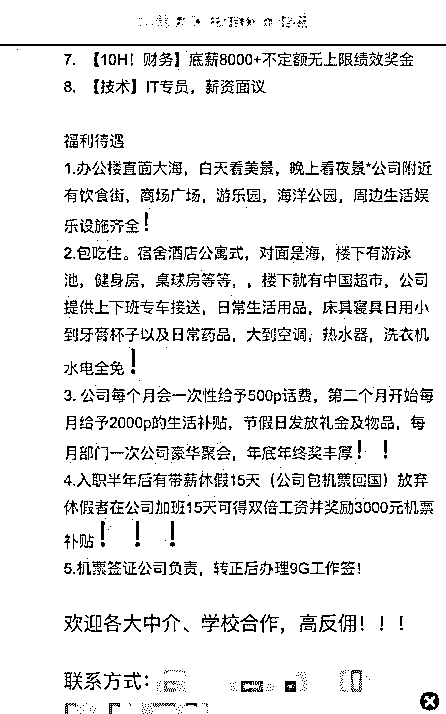 7. 【10H！财务】底薪8000+不定额无上限绩效奖金
8. 【技术】IT专员，薪资面议
福利待遇
1.办公楼直面大海，白天看美景，晚上看夜景*公司附近
有饮食街，商场广场，游乐园，海洋公园，周边生活娱
乐设施齐全！
2.包吃住。宿舍酒店公寓式，对面是海，楼下有游泳
池，健身房，桌球房等等，，楼下就有中国超市，公司
提供上下班专车接送，日常生活用品，床具寝具日用小
到牙膏杯子以及日常药品，大到空调，热水器，洗衣机
水电全免！
3. 公司每个月会一次性给予500p话费，第二个月开始每
月给予2000p的生活补贴，节假日发放礼金及物品，每
月部门一次公司豪华聚会，年底年终奖丰厚！！
4.入职半年后有带薪休假15天（公司包机票回国）放弃
休假者在公司加班15天可得双倍工资并奖励3000元机票
补贴！！！
5.机票签证公司负责，转正后办理9G工作签！
欢迎各大中介、学校合作，高反佣！！！
联系方式：